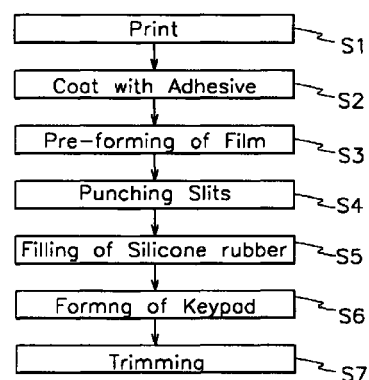 Print
S1
Coat with Adhesive
S2
Pre-forming of Film
S3
Punching Slits
S4
Filling of Silicone rubber
S5
Formng of Keypad
S6
Trimming
S7